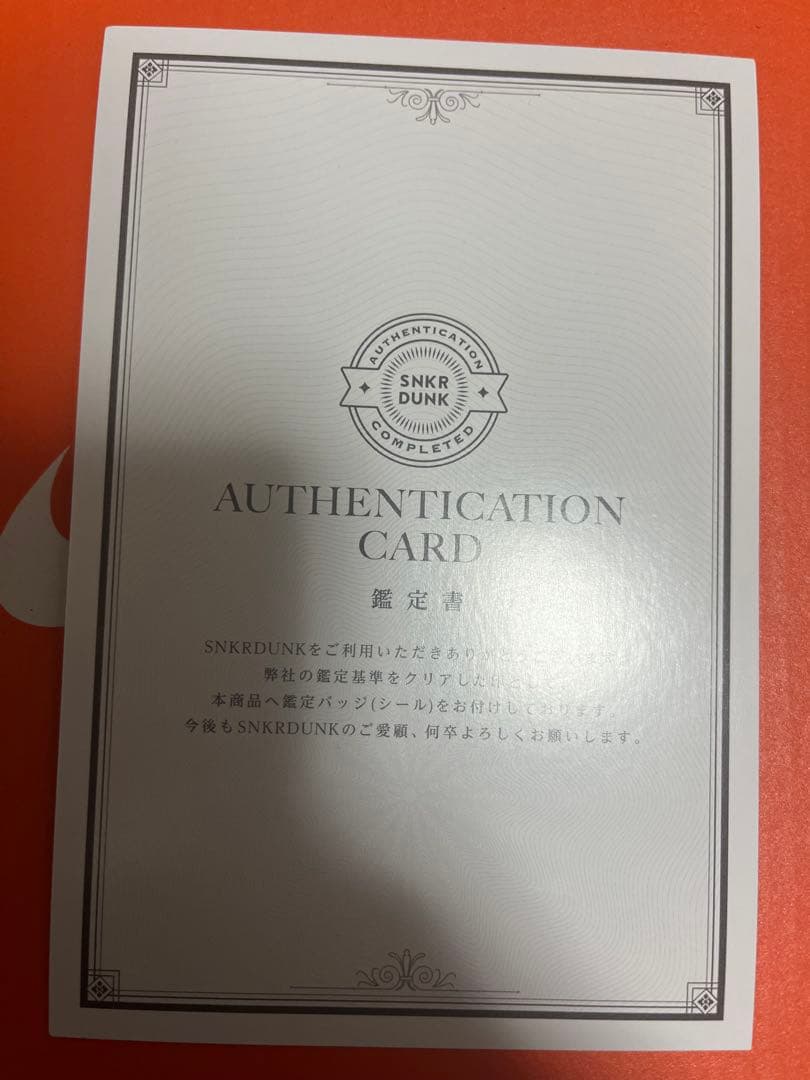 AUTHENTICATION
SNKR
DUNK
COMPLETED
AUTHENTICATION
CARD
鑑定書
SNKRDUNKをご利用いただきあり
弊社の鑑定基準をクリアした
本商品へ鑑定バッジ(シール)をお付けしております。
今後もSNKRDUNKのご愛顧、何卒よろしくお願いします。